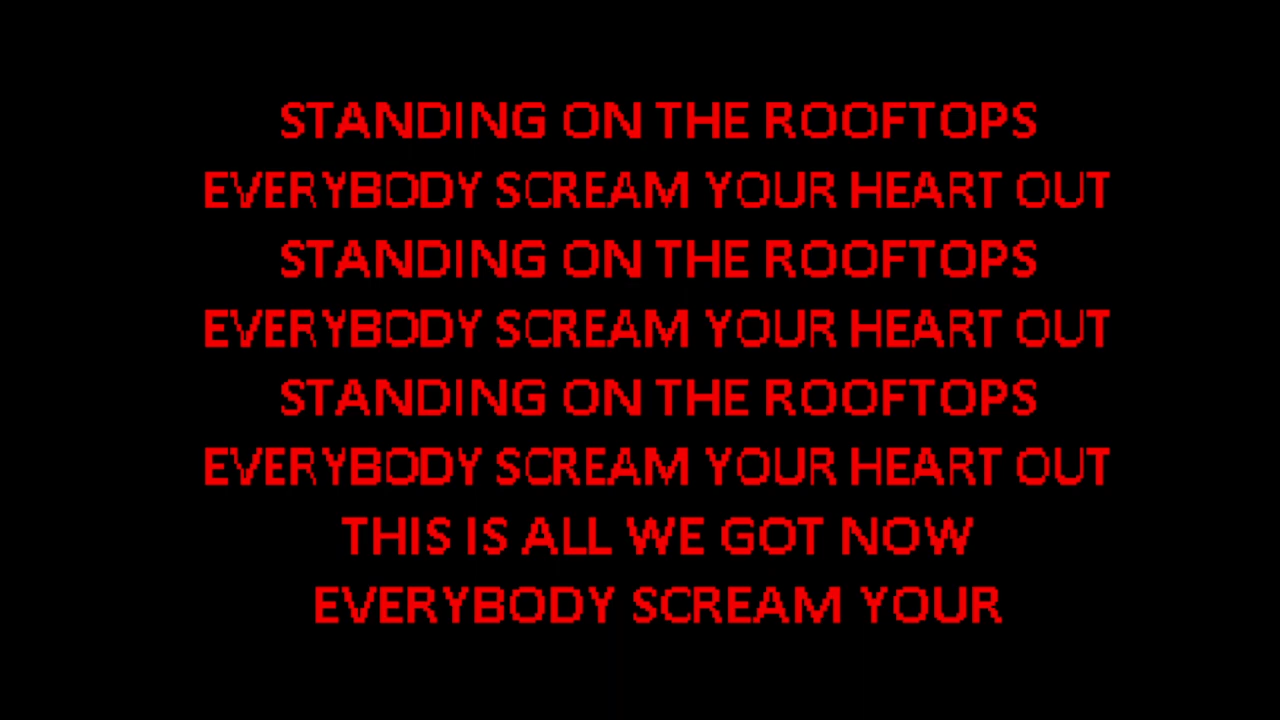 STANDING ON THE ROOFTOPS
EVERYBODY SCREAM YOUR HEART OUT
STANDING ON THE ROOFTOPS
EVERYBODY SCREAM YOUR HEART OUT
STANDING ON THE ROOFTOPS
EVERYBODY SCREAM YOUR HEART OUT
THIS IS ALL WE GOT NOW
EVERYBODY SCREAM YOUR